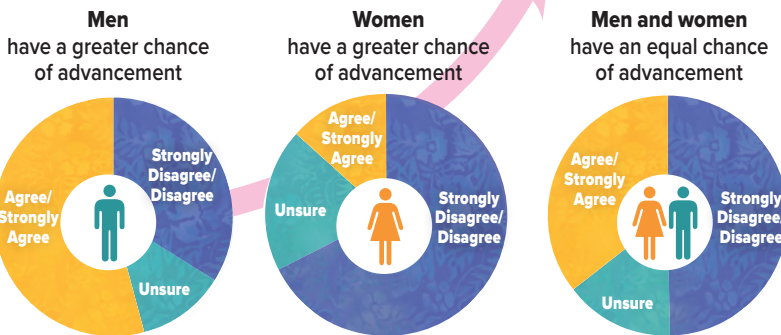 Men
have a greater chance
of advancement
Agree/
Strongly
Agree
Strongly
Disagree/
Disagree
Unsure
Women
have a greater chance
of advancement
Agree/
Strongly
Agree
Unsure
Strongly
Disagree/
Disagree
Men and women
have an equal chance
of advancement
Agree/
Strongly
Agree
Unsure
Strongly
Disagree/
Disagree